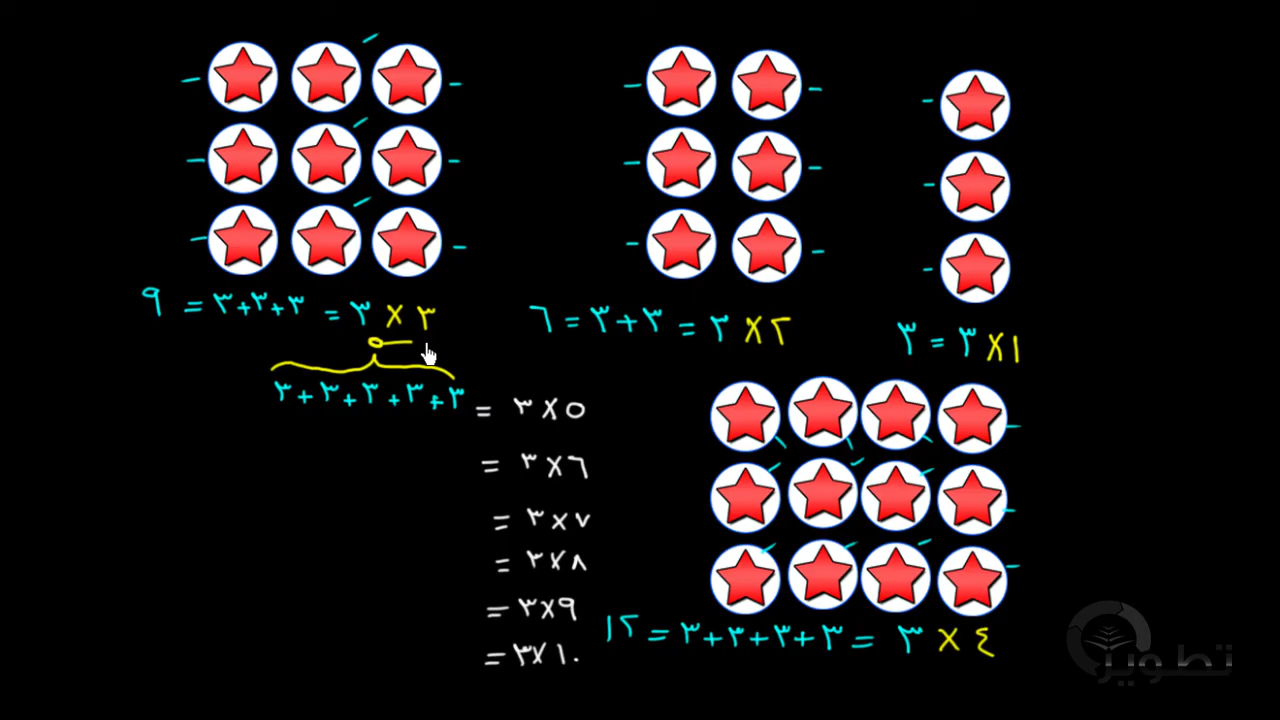 ١×٣ = ٣
٢×٣ = ٣+٣ = ٦
٣×٣ = ٣+٣+٣ = ٩
٤×٣ = ٣+٣+٣+٣ = ١٢
٥×٣ = ٣+٣+٣+٣+٣
٦×٣ =
٧×٣ =
٨×٣ =
٩×٣ =
١٠×٣ =
تطوير